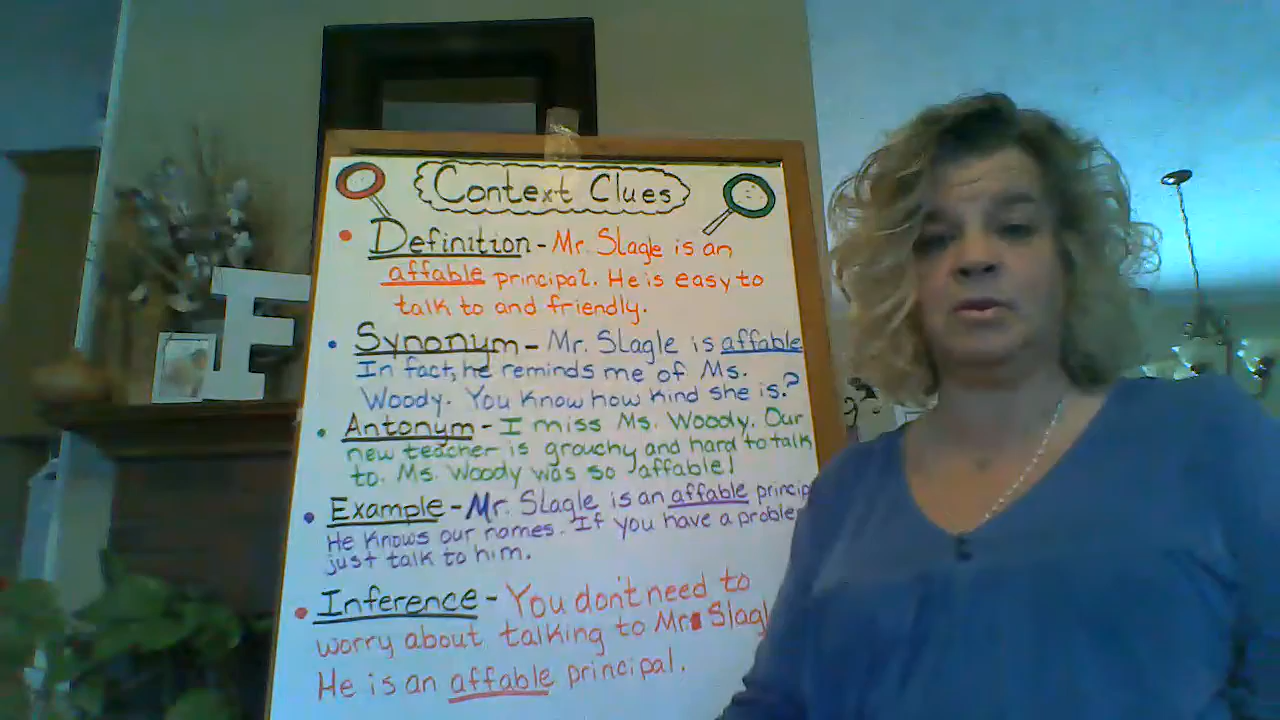 Context Clues
Definition - Mr. Slagle is an
affable principal. He is easy to
talk to and friendly.
Synonym - Mr. Slagle is affable
In fact, he reminds me of Ms.
Woody. You know how kind she is?
Antonym - I miss Ms. Woody. Our
new teacher is grouchy and hard to talk
to. Ms. Woody was so affable!
Example - Mr. Slagle is an affable princip
He knows our names. If you have a proble
just talk to him.
Inference - You don't need to
worry about talking to Mr. Slagl
He is an affable principal.
F